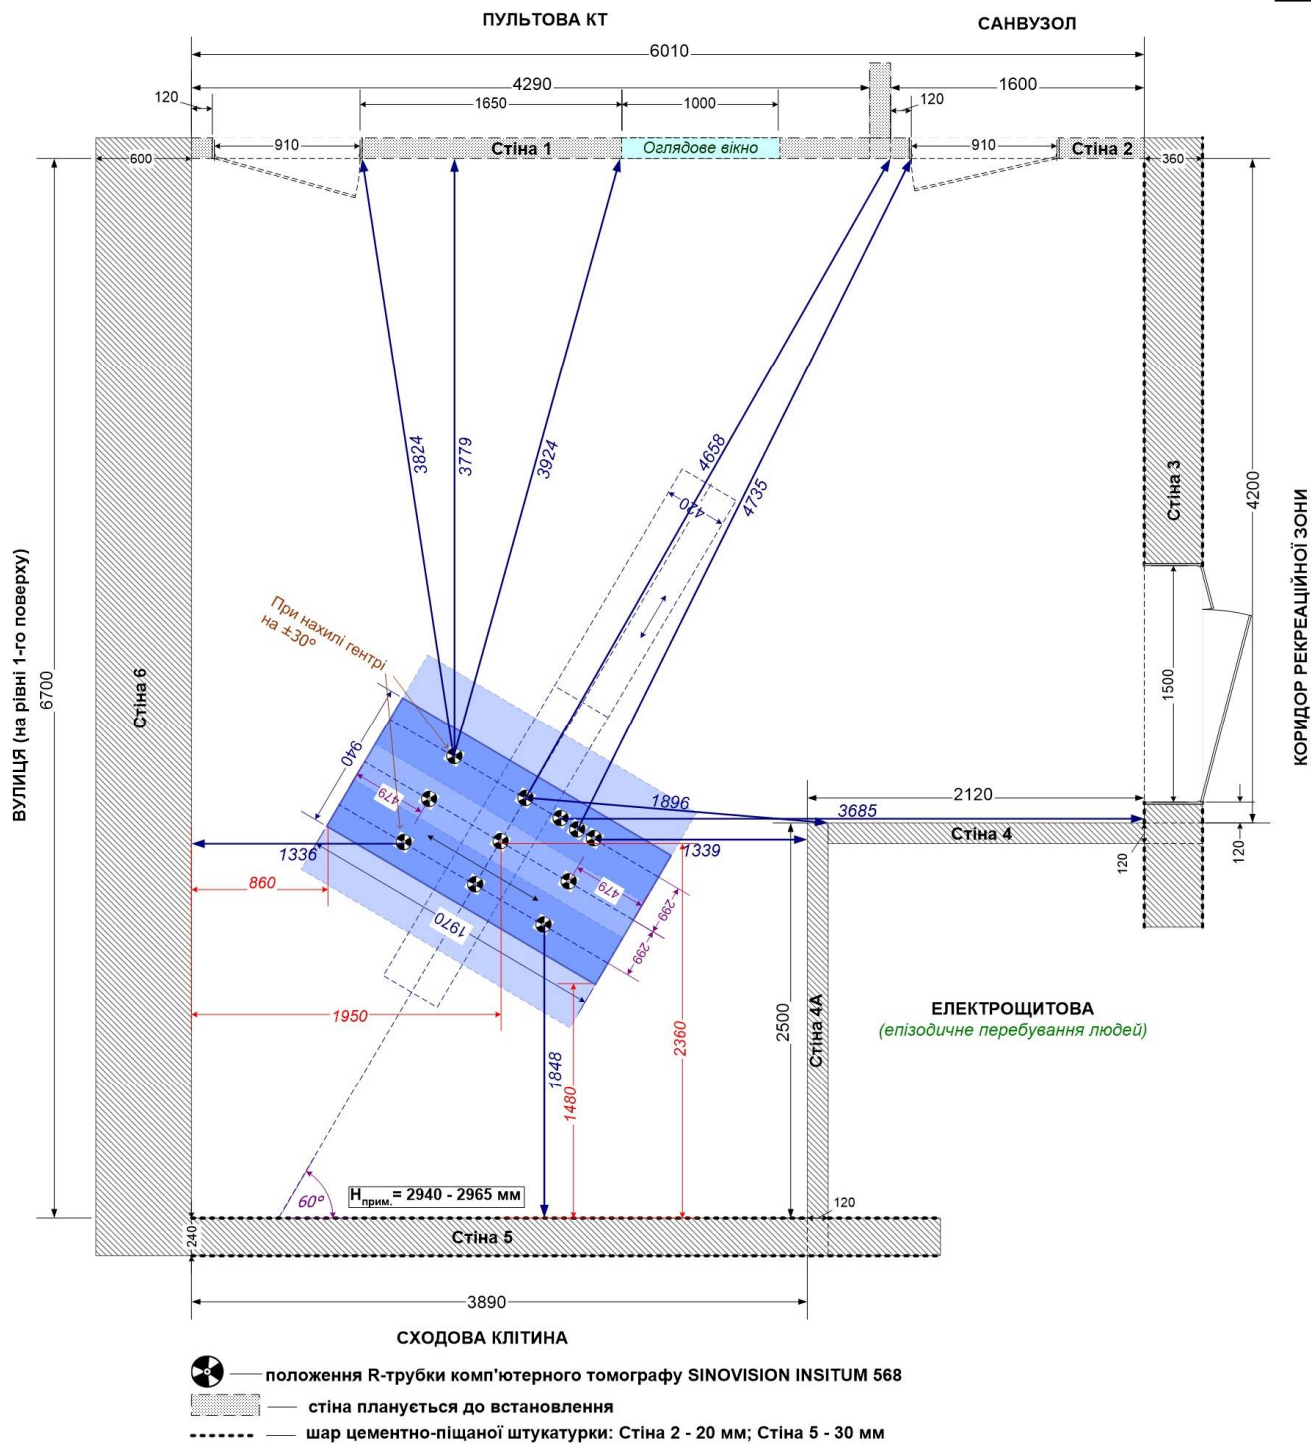 ПУЛЬТОВА КТ
САНВУЗОЛ
6010
4290
1600
120
1650
1000
120
910
Стіна 1
Оглядове вікно
910
Стіна 2
600
360
3824
3779
3924
4658
4735
420
Стіна 3
4200
КОРИДОР РЕКРЕАЦІЙНОЇ ЗОНИ
ВУЛИЦЯ (на рівні 1-го поверху)
6700
Стіна 6
При нахилі гентрі
на ±30°
1500
940
479
1896
2120
3685
Стіна 4
1336
1339
120
120
860
479
299
299
1970
1950
2360
2500
Стіна 4А
ЕЛЕКТРОЩИТОВА
(епізодичне перебування людей)
1848
1480
60°
Нприм.= 2940 - 2965 мм
120
240
Стіна 5
3890
СХОДОВА КЛІТИНА
положення R-трубки комп'ютерного томографу SINOVISION INSITUM 568
стіна планується до встановлення
шар цементно-піщаної штукатурки: Стіна 2 - 20 мм; Стіна 5 - 30 мм